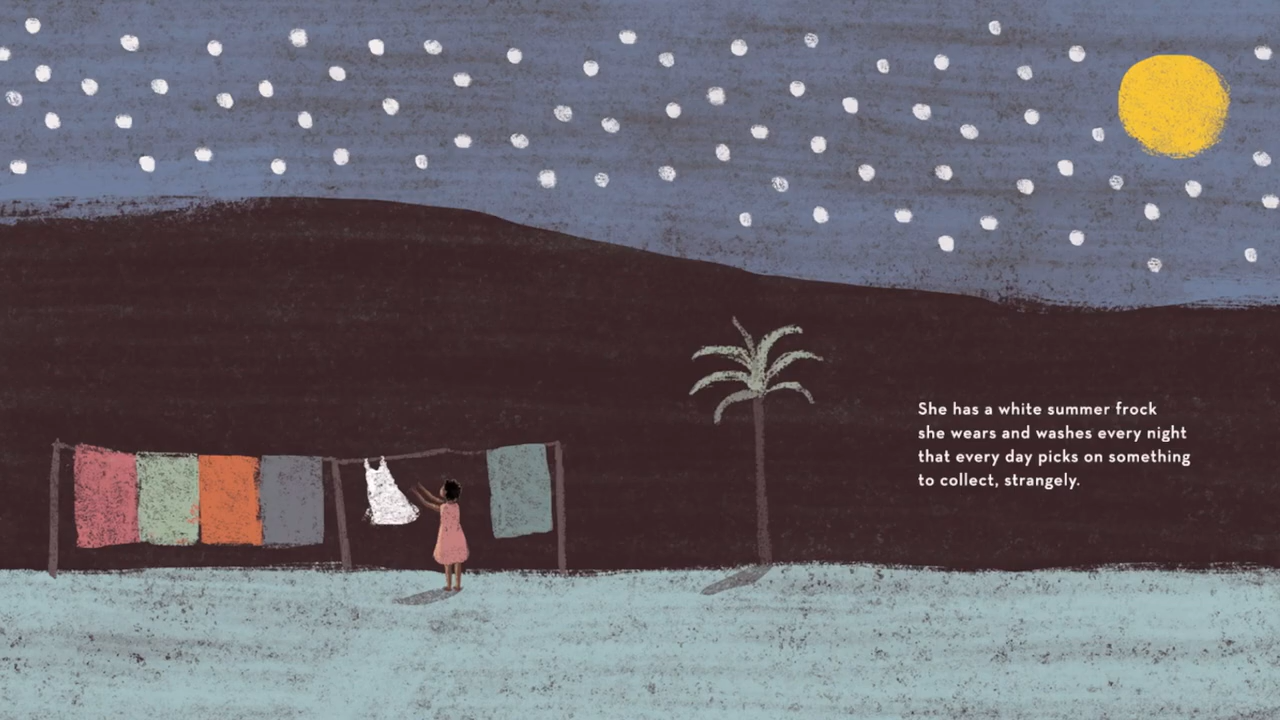 She has a white summer frock
she wears and washes every night
that every day picks on something
to collect, strangely.